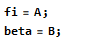 fi = A;
beta = B;